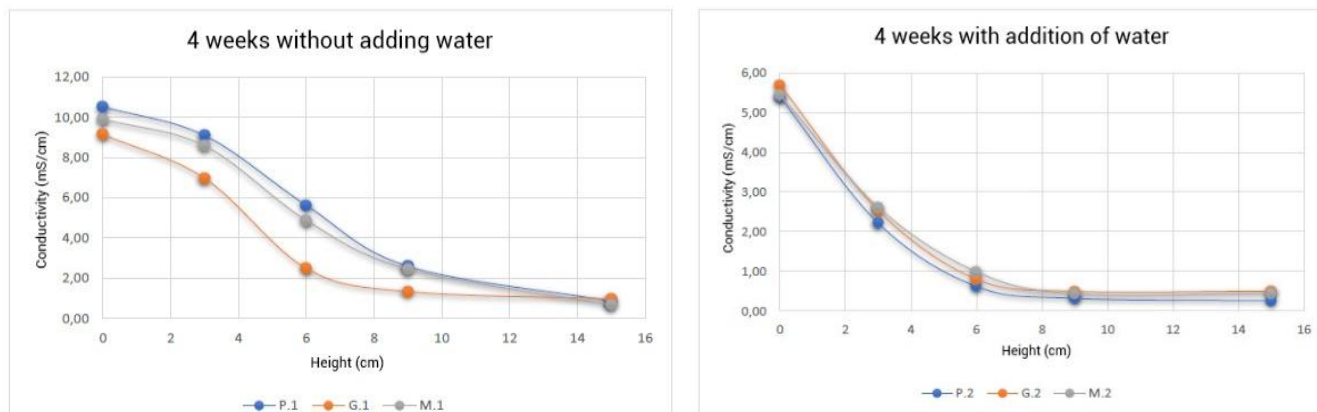 4 weeks without adding water
12,00
10,00
8,00
6,00
4,00
2,00
0,00
Conductivity (mS/cm)
0 2 4 6 8 10 12 14 16
Height (cm)
P.1 G.1 M.1
4 weeks with addition of water
6,00
5,00
4,00
3,00
2,00
1,00
0,00
Conductivity (mS/cm)
0 2 4 6 8 10 12 14 16
Height (cm)
P.2 G.2 M.2